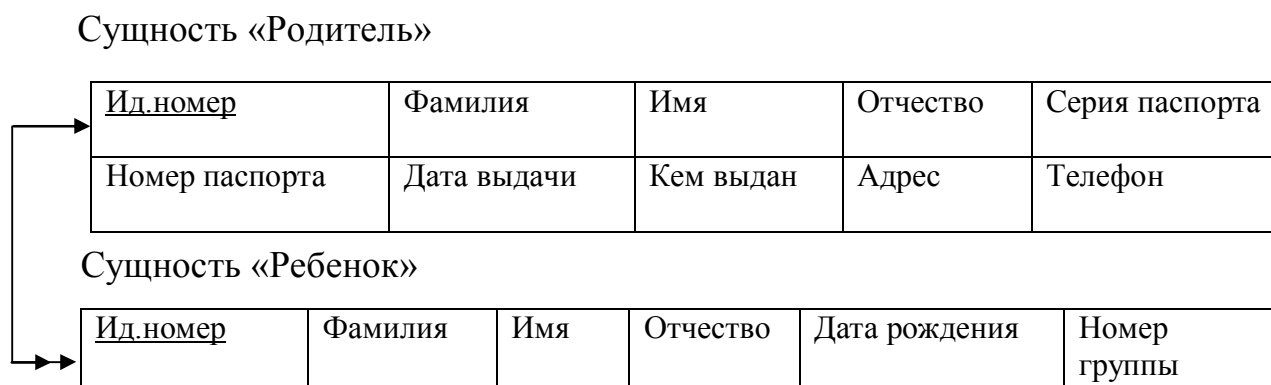 Сущность «Родитель»
Ид.номер Фамилия Имя Отчество Серия паспорта
Номер паспорта Дата выдачи Кем выдан Адрес Телефон
Сущность «Ребенок»
Ид.номер Фамилия Имя Отчество Дата рождения Номер
группы